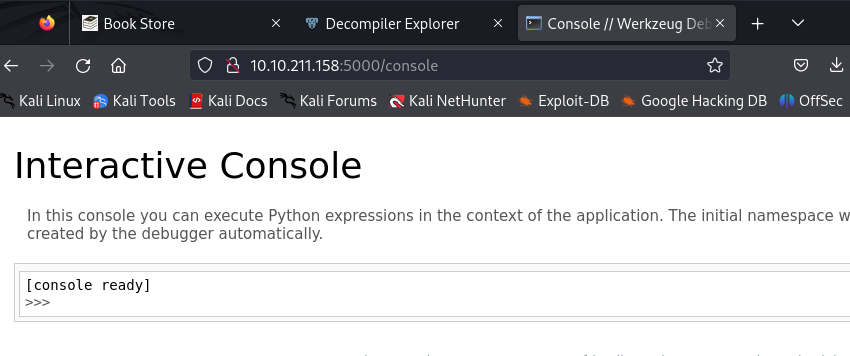 Book Store
Decompiler Explorer
Console // Werkzeug Deb
10.10.211.158:5000/console
Kali Linux Kali Tools Kali Docs Kali Forums Kali NetHunter Exploit-DB Google Hacking DB OffSec
Interactive Console
In this console you can execute Python expressions in the context of the application. The initial namespace w
created by the debugger automatically.
[console ready]
>>>